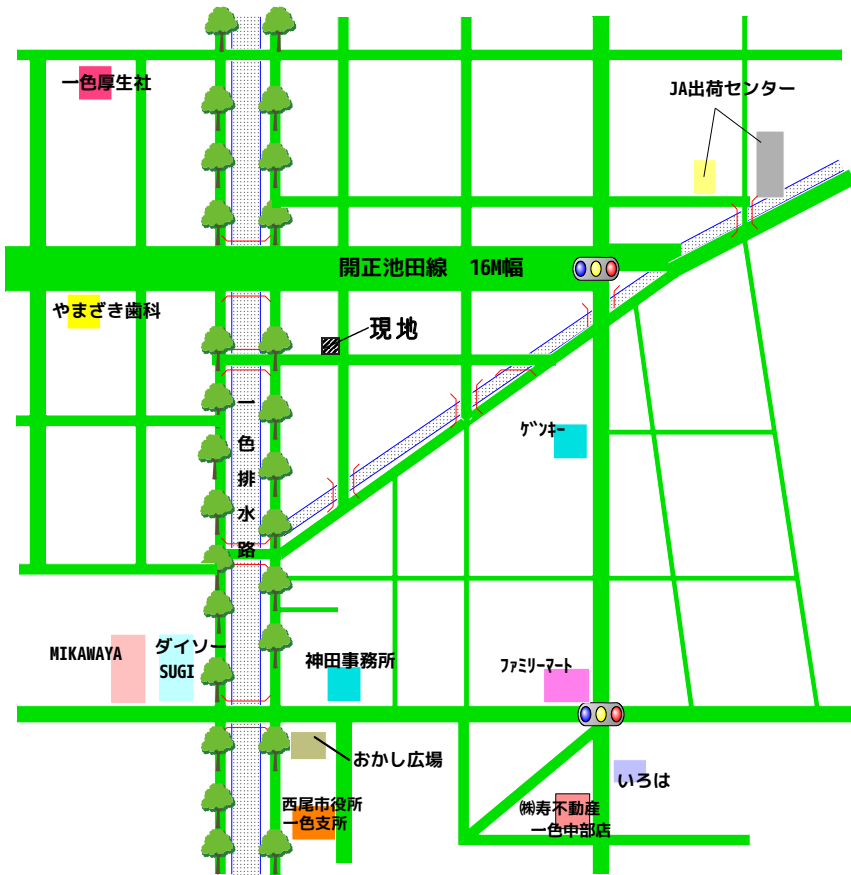 一色厚生社
JA出荷センター
開正池田線 16M幅
やまざき歯科
現地
一色排水路
ゲンキー
MIKAWAYA
ダイソー
SUGI
神田事務所
ファミリーマート
おかし広場
西尾市役所
一色支所
いろは
㈱寿不動産
一色中部店